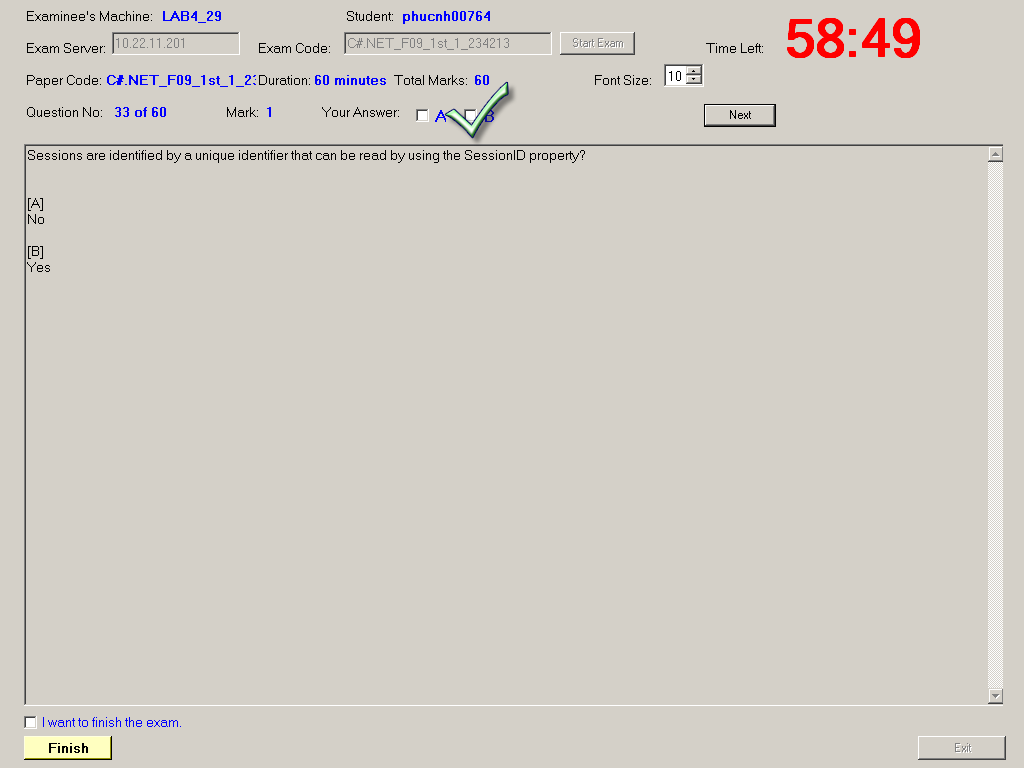 Examinee's Machine: LAB4_29 Student: phucnh00764
Exam Server: 10.22.11.201 Exam Code: C#.NET_F09_1st_1_234213 Start Exam Time Left: 58:49
Paper Code: C#.NET_F09_1st_1_23 Duration: 60 minutes Total Marks: 60 Font Size: 10
Question No: 33 of 60 Mark: 1 Your Answer: A B Next
Sessions are identified by a unique identifier that can be read by using the SessionID property?
[A]
No
[B]
Yes
I want to finish the exam.
Finish Exit